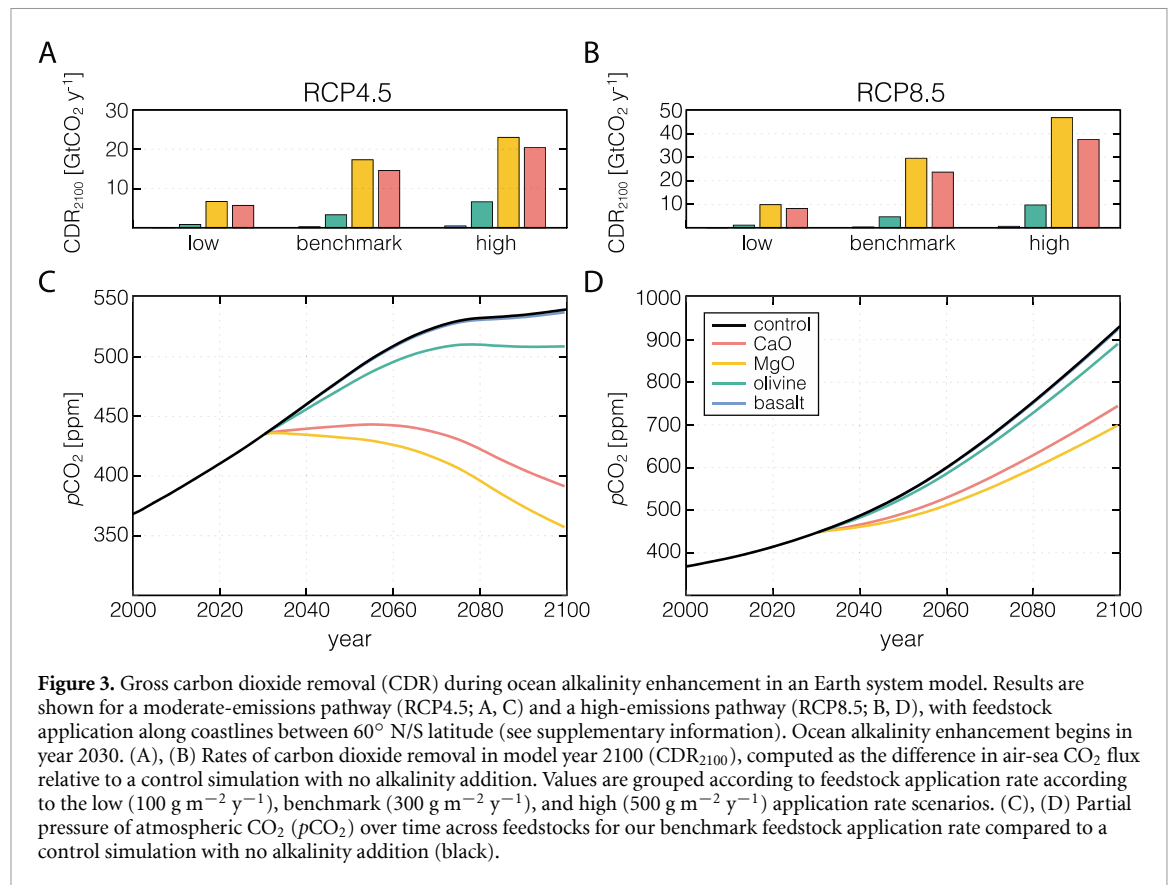 A
RCP4.5
CDR2100 [GtCO2 y-1]
30
20
10
low benchmark high
B
RCP8.5
CDR2100 [GtCO2 y-1]
50
40
30
20
10
low benchmark high
C
pCO2 [ppm]
550
500
450
400
350
2000 2020 2040 2060 2080 2100
year
D
pCO2 [ppm]
1000
900
800
700
600
500
400
control
CaO
MgO
olivine
basalt
2000 2020 2040 2060 2080 2100
year
Figure 3. Gross carbon dioxide removal (CDR) during ocean alkalinity enhancement in an Earth system model. Results are
shown for a moderate-emissions pathway (RCP4.5; A, C) and a high-emissions pathway (RCP8.5; B, D), with feedstock
application along coastlines between 60° N/S latitude (see supplementary information). Ocean alkalinity enhancement begins in
year 2030. (A), (B) Rates of carbon dioxide removal in model year 2100 (CDR2100), computed as the difference in air-sea CO2 flux
relative to a control simulation with no alkalinity addition. Values are grouped according to feedstock application rate according
to the low (100 g m−2 y−1), benchmark (300 g m−2 y−1), and high (500 g m−2 y−1) application rate scenarios. (C), (D) Partial
pressure of atmospheric CO2 (pCO2) over time across feedstocks for our benchmark feedstock application rate compared to a
control simulation with no alkalinity addition (black).